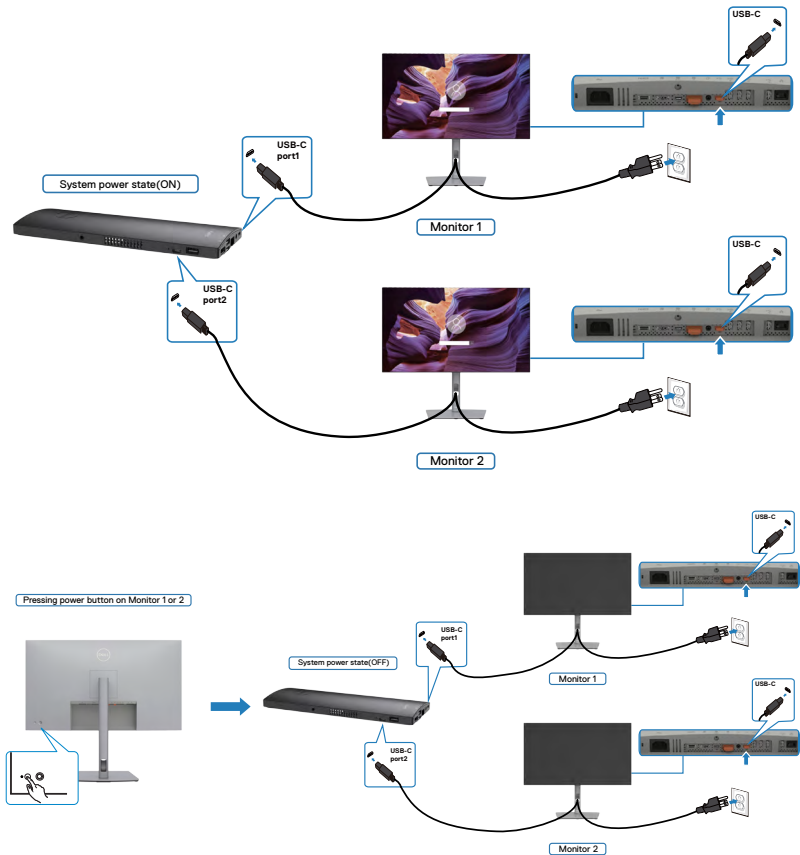 USB-C
USB-C
port1
System power state(ON)
Monitor 1
USB-C
USB-C
port2
Monitor 2
USB-C
Pressing power button on Monitor 1 or 2
USB-C
port1
System power state(OFF)
Monitor 1
USB-C
DELL
USB-C
port2
Monitor 2